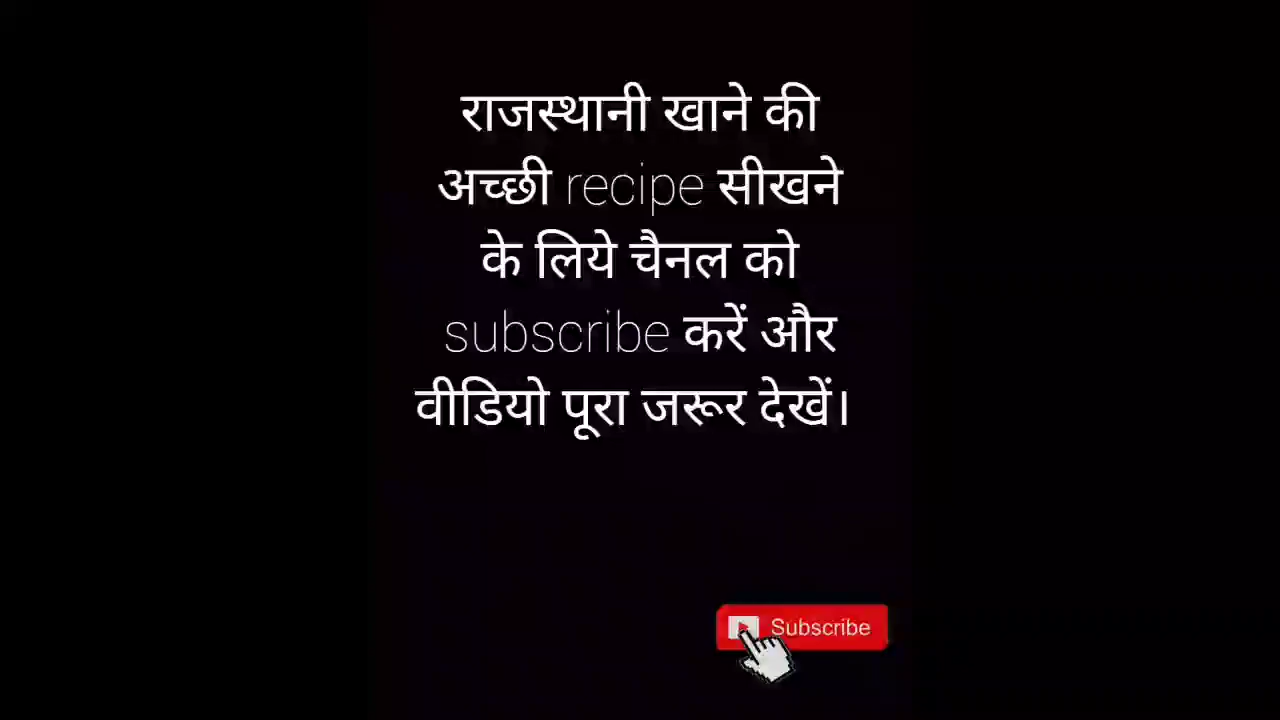 राजस्थानी खाने की
अच्छी recipe सीखने
के लिये चैनल को
subscribe करें और
वीडियो पूरा जरूर देखें।
Subscribe